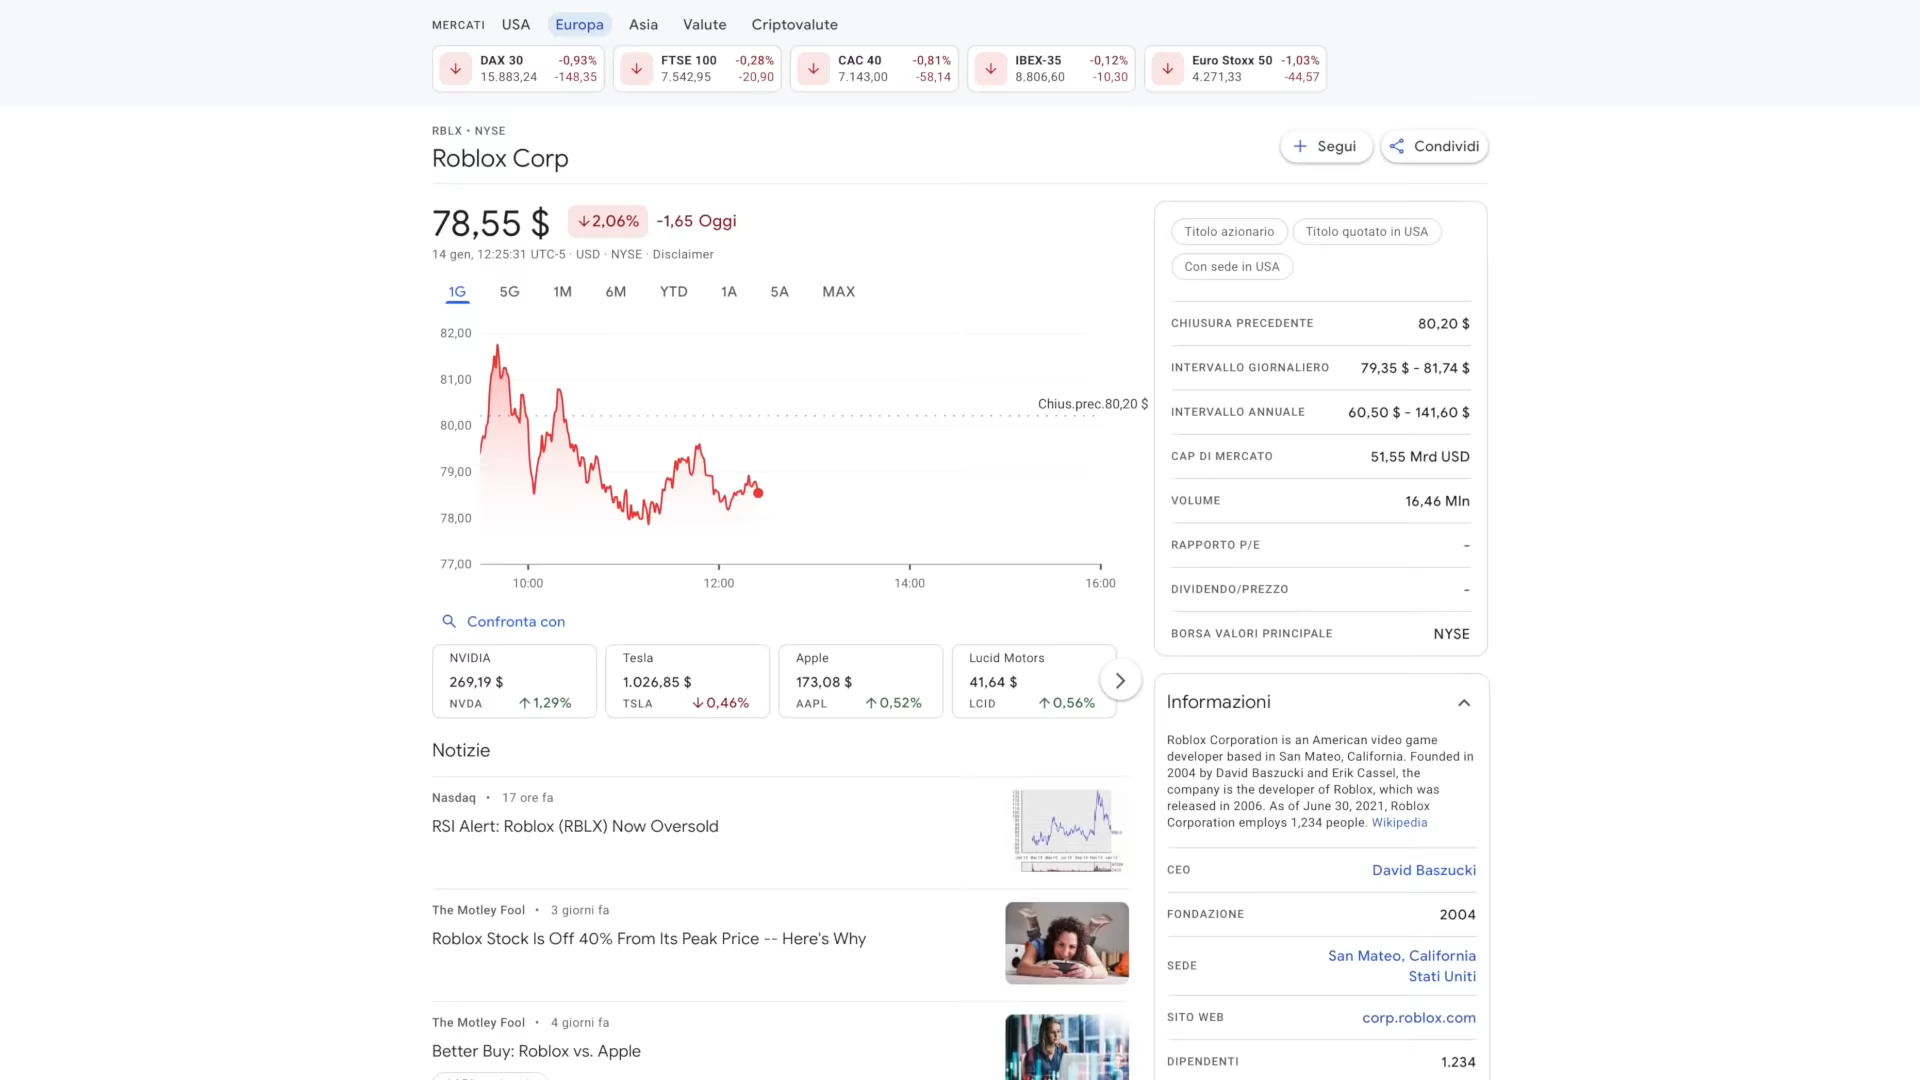 MERCATI USA Europa Asia Valute Criptovalute
DAX 30 -0,93%
15.883,24 -148,35
FTSE 100 -0,28%
7.542,95 -20,90
CAC 40 -0,81%
7.143,00 -58,14
IBEX-35 -0,12%
8.806,60 -10,30
Euro Stoxx 50 -1,03%
4.271,33 -44,57
RBLX • NYSE
Roblox Corp
Segui
Condividi
78,55 $ 2,06% -1,65 Oggi
14 gen, 12:25:31 UTC-5 · USD · NYSE · Disclaimer
1G 5G 1M 6M YTD 1A 5A MAX
82,00
81,00
Chius.prec.80,20 $
80,00
79,00
78,00
77,00
10:00 12:00 14:00 16:00
Confronta con
NVIDIA
269,19 $
NVDA 1,29%
Tesla
1.026,85 $
TSLA 0,46%
Apple
173,08 $
AAPL 0,52%
Lucid Motors
41,64 $
LCID 0,56%
Notizie
Nasdaq • 17 ore fa
RSI Alert: Roblox (RBLX) Now Oversold
The Motley Fool • 3 giorni fa
Roblox Stock Is Off 40% From Its Peak Price -- Here's Why
The Motley Fool • 4 giorni fa
Better Buy: Roblox vs. Apple
Titolo azionario
Titolo quotato in USA
Con sede in USA
CHIUSURA PRECEDENTE 80,20 $
INTERVALLO GIORNALIERO 79,35 $ - 81,74 $
INTERVALLO ANNUALE 60,50 $ - 141,60 $
CAP DI MERCATO 51,55 Mrd USD
VOLUME 16,46 Mln
RAPPORTO P/E -
DIVIDENDO/PREZZO -
BORSA VALORI PRINCIPALE NYSE
Informazioni
Roblox Corporation is an American video game
developer based in San Mateo, California. Founded in
2004 by David Baszucki and Erik Cassel, the
company is the developer of Roblox, which was
released in 2006. As of June 30, 2021, Roblox
Corporation employs 1,234 people. Wikipedia
CEO David Baszucki
FONDAZIONE 2004
SEDE San Mateo, California
Stati Uniti
SITO WEB corp.roblox.com
DIPENDENTI 1.234